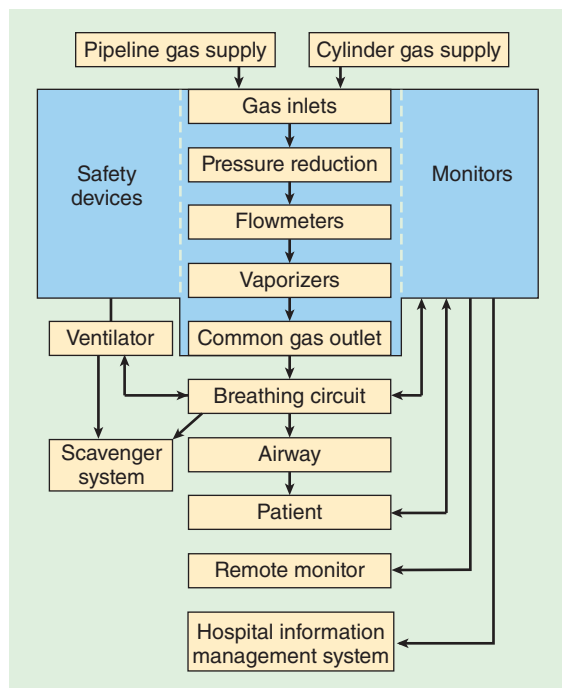 Pipeline gas supply
Cylinder gas supply
Gas inlets
Pressure reduction
Safety
devices
Monitors
Flowmeters
Vaporizers
Ventilator
Common gas outlet
Breathing circuit
Scavenger
system
Airway
Patient
Remote monitor
Hospital information
management system